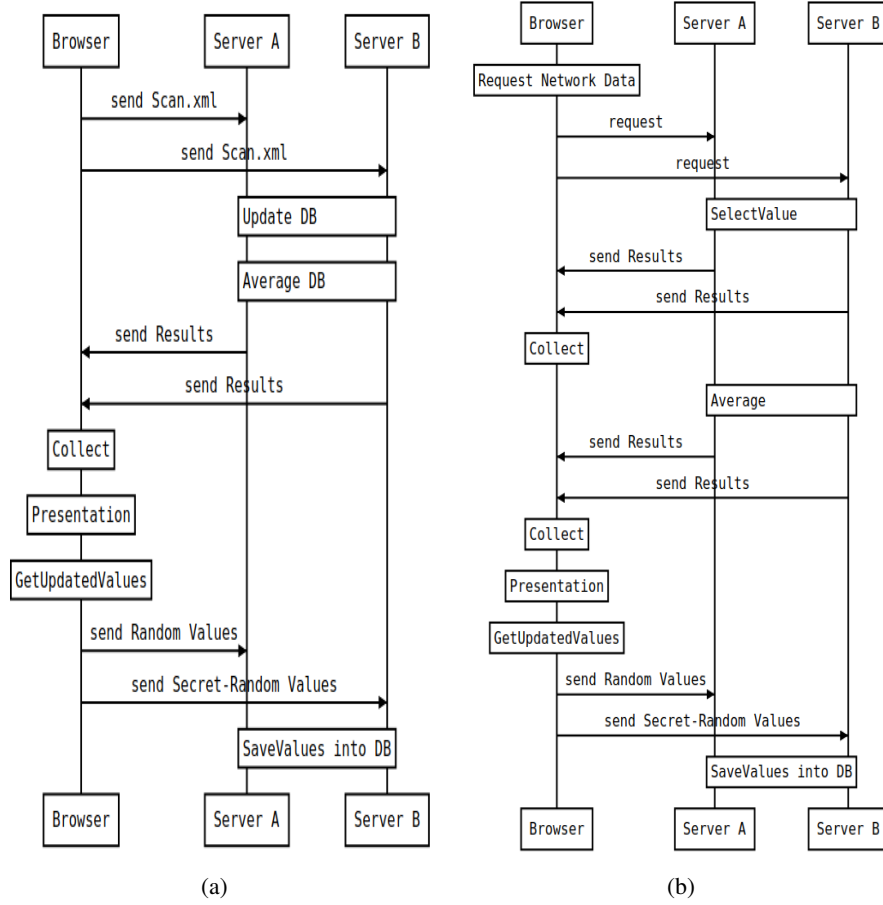 Browser
Server A
Server B
send Scan.xml
send Scan.xml
Update DB
Average DB
send Results
send Results
Collect
Presentation
GetUpdatedValues
send Random Values
send Secret-Random Values
SaveValues into DB
Browser
Server A
Server B
(a)
Browser
Server A
Server B
Request Network Data
request
request
SelectValue
send Results
send Results
Collect
Average
send Results
send Results
Collect
Presentation
GetUpdatedValues
send Random Values
send Secret-Random Values
SaveValues into DB
Browser
Server A
Server B
(b)